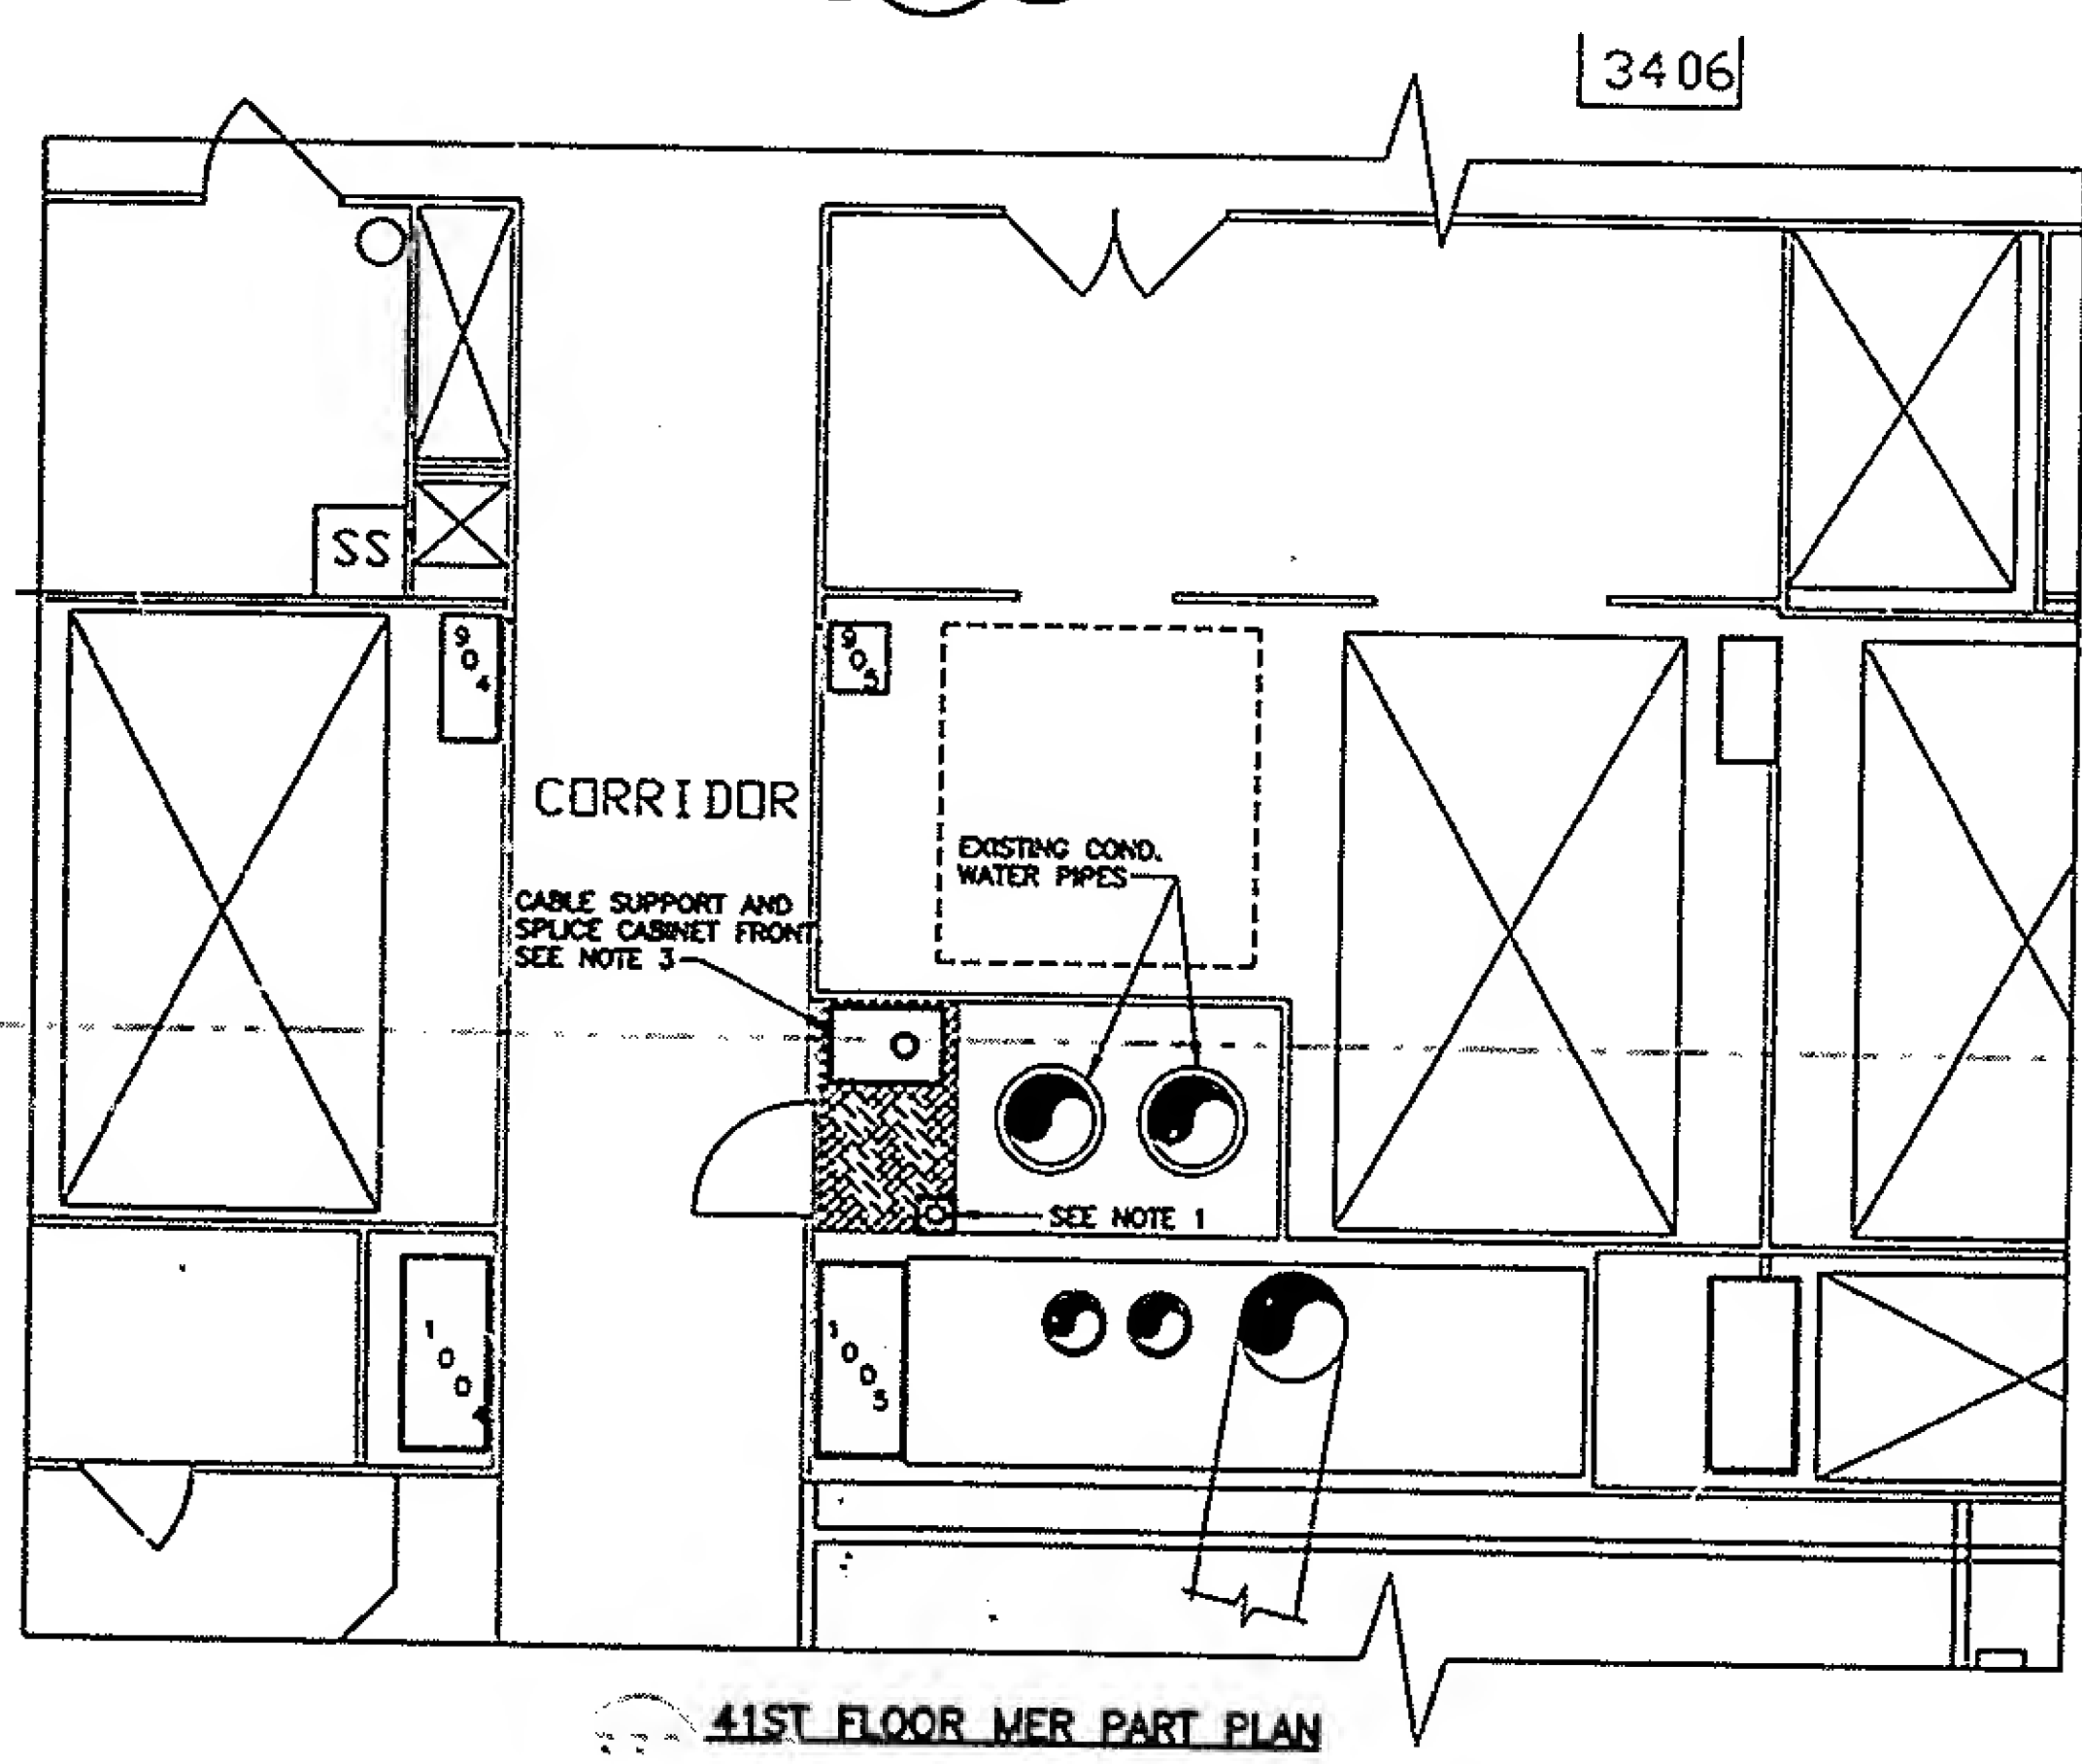 3406
SS
904
905
CORRIDOR
EXISTING COND.
WATER PIPES
CABLE SUPPORT AND
SPLICE CABINET FRONT
SEE NOTE 3
SEE NOTE 1
1004
1005
41ST FLOOR MER PART PLAN